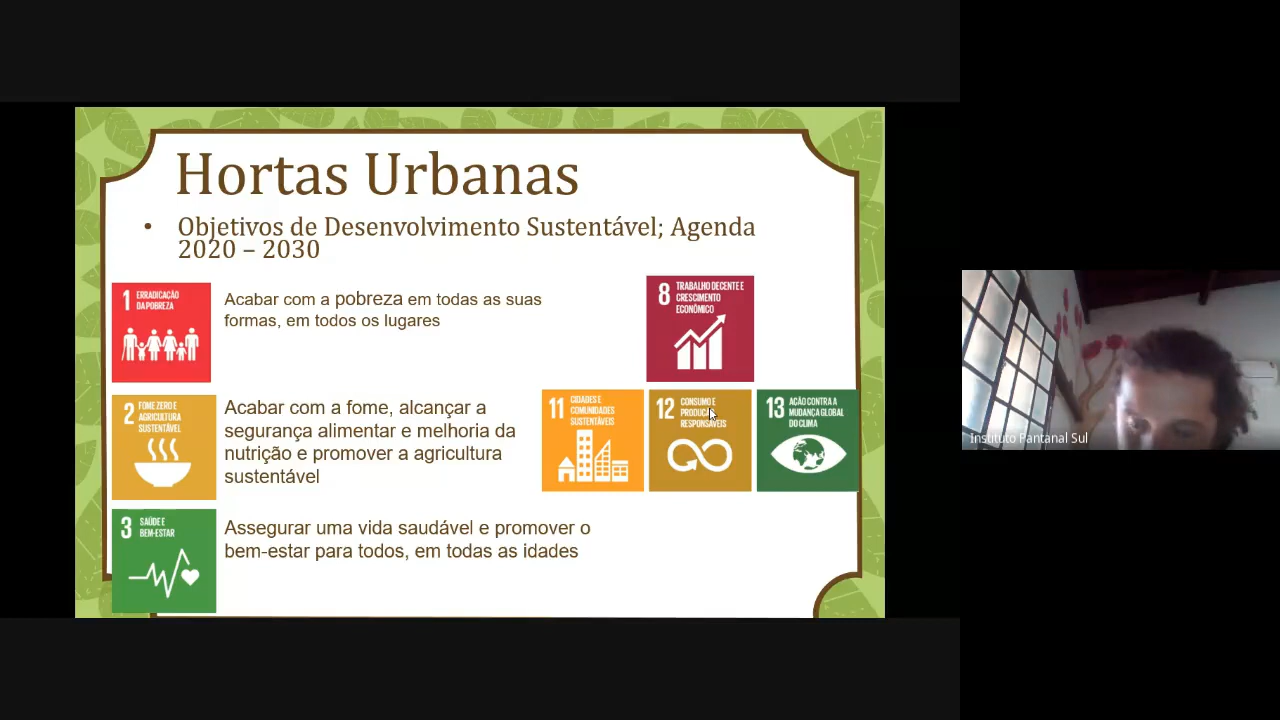 Hortas Urbanas
• Objetivos de Desenvolvimento Sustentável; Agenda
2020 – 2030
1 ERRADICAÇÃO
DA POBREZA
Acabar com a pobreza em todas as suas
formas, em todos os lugares
8 TRABALHO DECENTE E
CRESCIMENTO
ECONÔMICO
2 FOME ZERO E
AGRICULTURA
SUSTENTÁVEL
Acabar com a fome, alcançar a
segurança alimentar e melhoria da
nutrição e promover a agricultura
sustentável
11 CIDADES E
COMUNIDADES
SUSTENTÁVEIS
12 CONSUMO E
PRODUÇÃO
RESPONSÁVEIS
13 AÇÃO CONTRA A
MUDANÇA GLOBAL
DO CLIMA
3 SAÚDE E
BEM-ESTAR
Assegurar uma vida saudável e promover o
bem-estar para todos, em todas as idades
Instituto Pantanal Sul